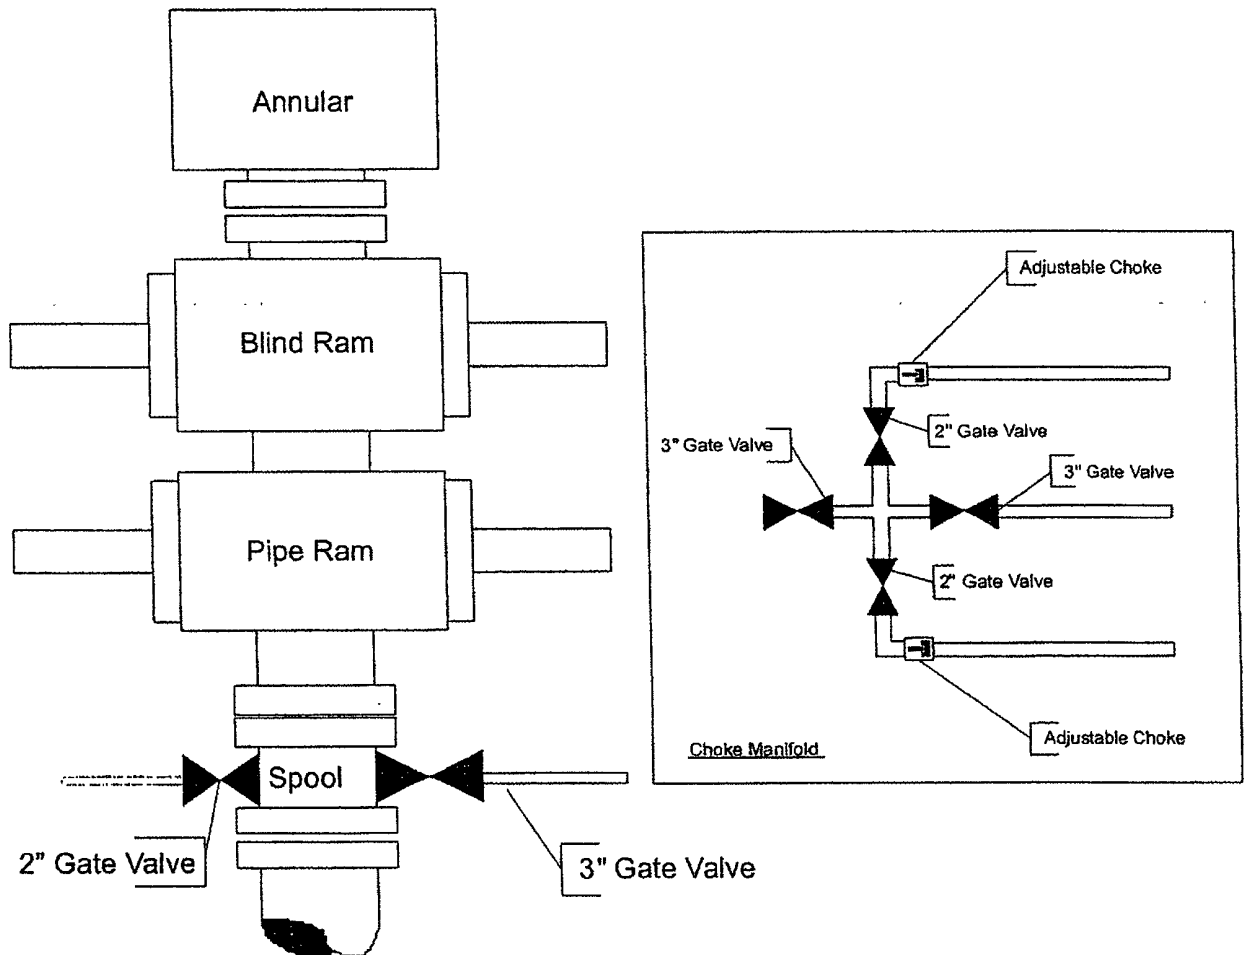 Annular
Blind Ram
Pipe Ram
Spool
2" Gate Valve
3" Gate Valve
Adjustable Choke
2" Gate Valve
3" Gate Valve
3" Gate Valve
2" Gate Valve
Adjustable Choke
Choke Manifold